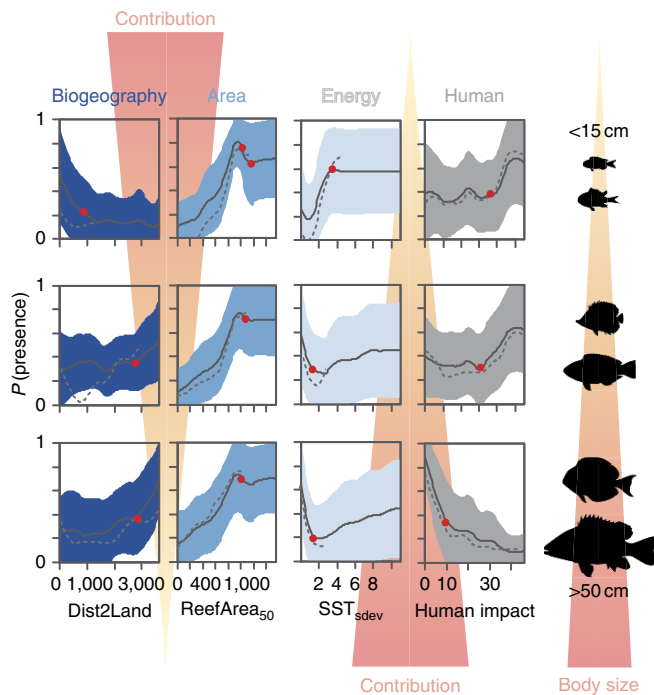 Contribution
Biogeography Area Energy Human
<15 cm
1
0
1
0
1
0
P (presence)
0 1,000 3,000 0 400 1,000 2 4 6 8 0 10 30
>50 cm
Dist2Land ReefArea50 SSTsdev Human impact
Contribution Body size